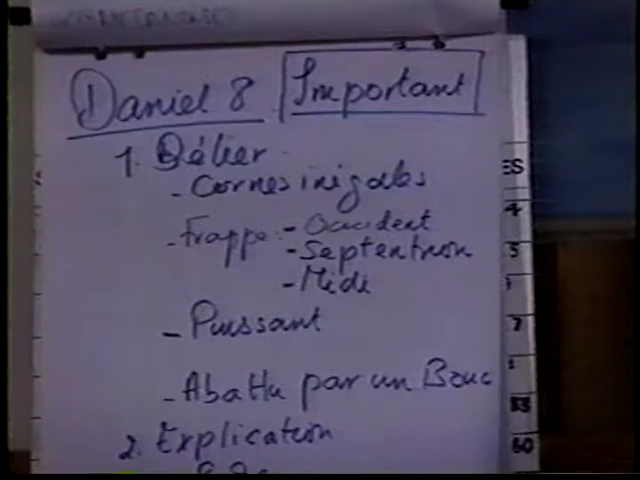 Daniel 8 Important
1. Bélier
- Cornes inégales
- Frappe: - Occident
- Septentrion
- Midi
- Puissant
- Abattu par un Bouc
2. Explication